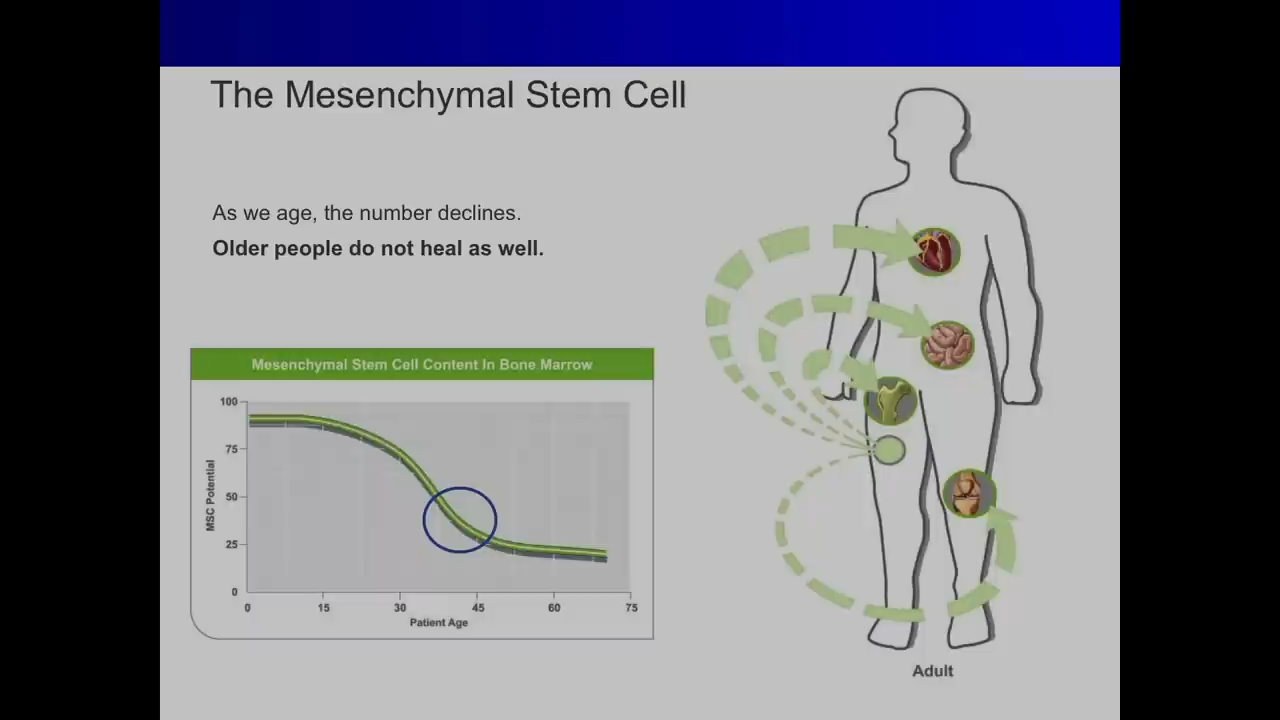 The Mesenchymal Stem Cell
As we age, the number declines.
Older people do not heal as well.
Mesenchymal Stem Cell Content In Bone Marrow
100
75
50
25
0
MSC Potential
0 15 30 45 60 75
Patient Age
Adult